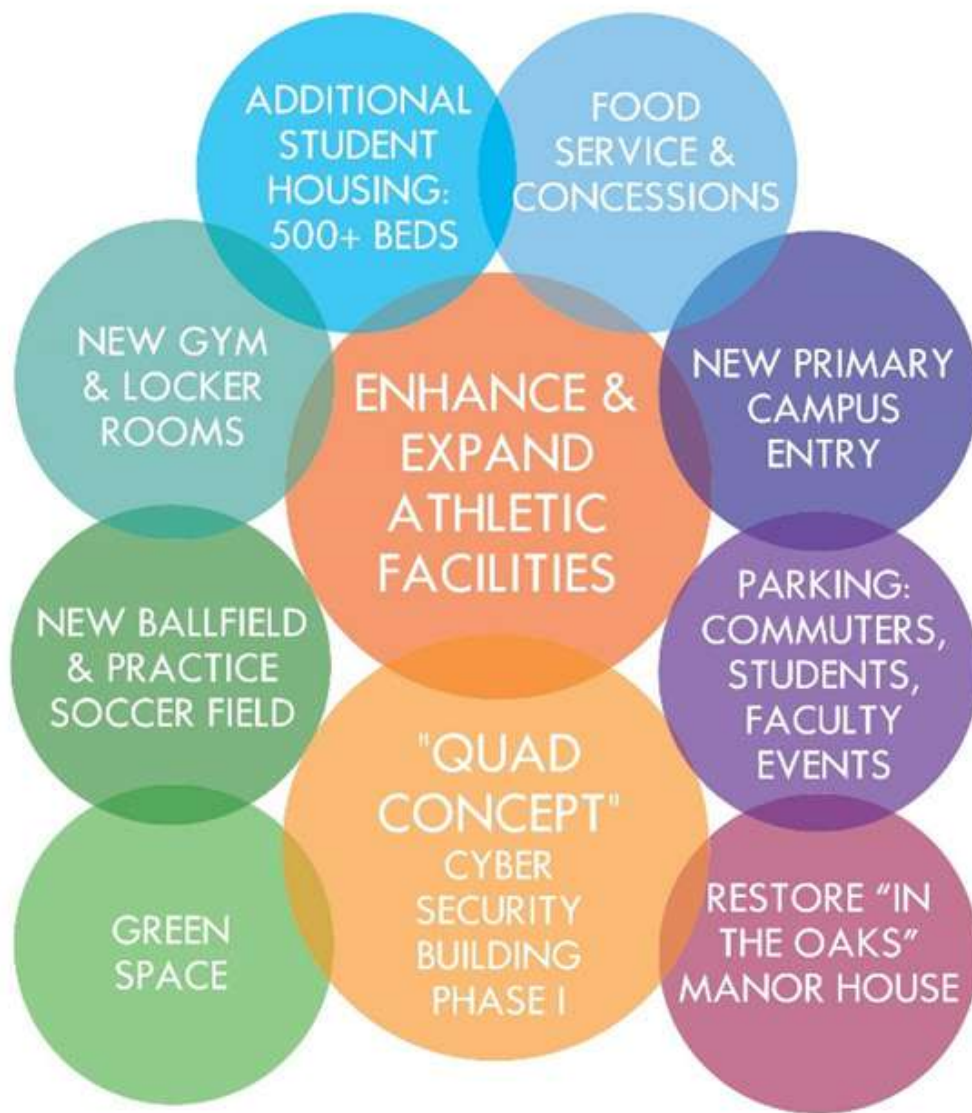 ADDITIONAL
STUDENT
HOUSING:
500+ BEDS
FOOD
SERVICE &
CONCESSIONS
NEW GYM
& LOCKER
ROOMS
ENHANCE &
EXPAND
ATHLETIC
FACILITIES
NEW PRIMARY
CAMPUS
ENTRY
NEW BALLFIELD
& PRACTICE
SOCCER FIELD
PARKING:
COMMUTERS,
STUDENTS,
FACULTY
EVENTS
"QUAD
CONCEPT"
CYBER
SECURITY
BUILDING
PHASE I
GREEN
SPACE
RESTORE “IN
THE OAKS”
MANOR HOUSE